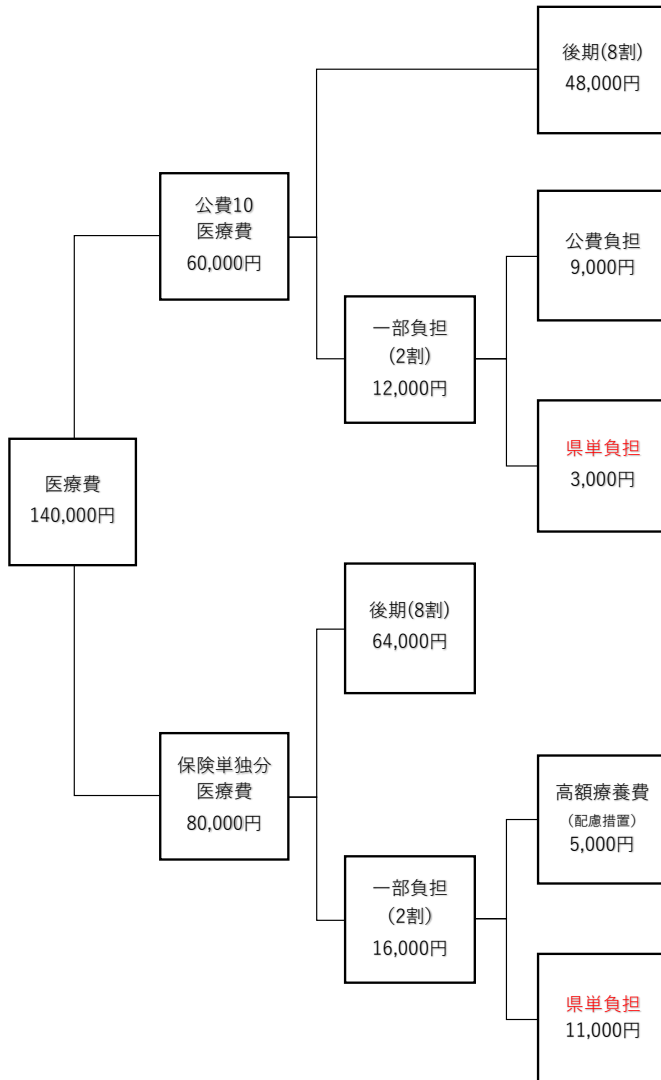 後期(8割)
48,000円
公費10
医療費
60,000円
公費負担
9,000円
一部負担
(2割)
12,000円
県単負担
3,000円
医療費
140,000円
後期(8割)
64,000円
保険単独分
医療費
80,000円
高額療養費
（配慮措置）
5,000円
一部負担
（2割）
16,000円
県単負担
11,000円